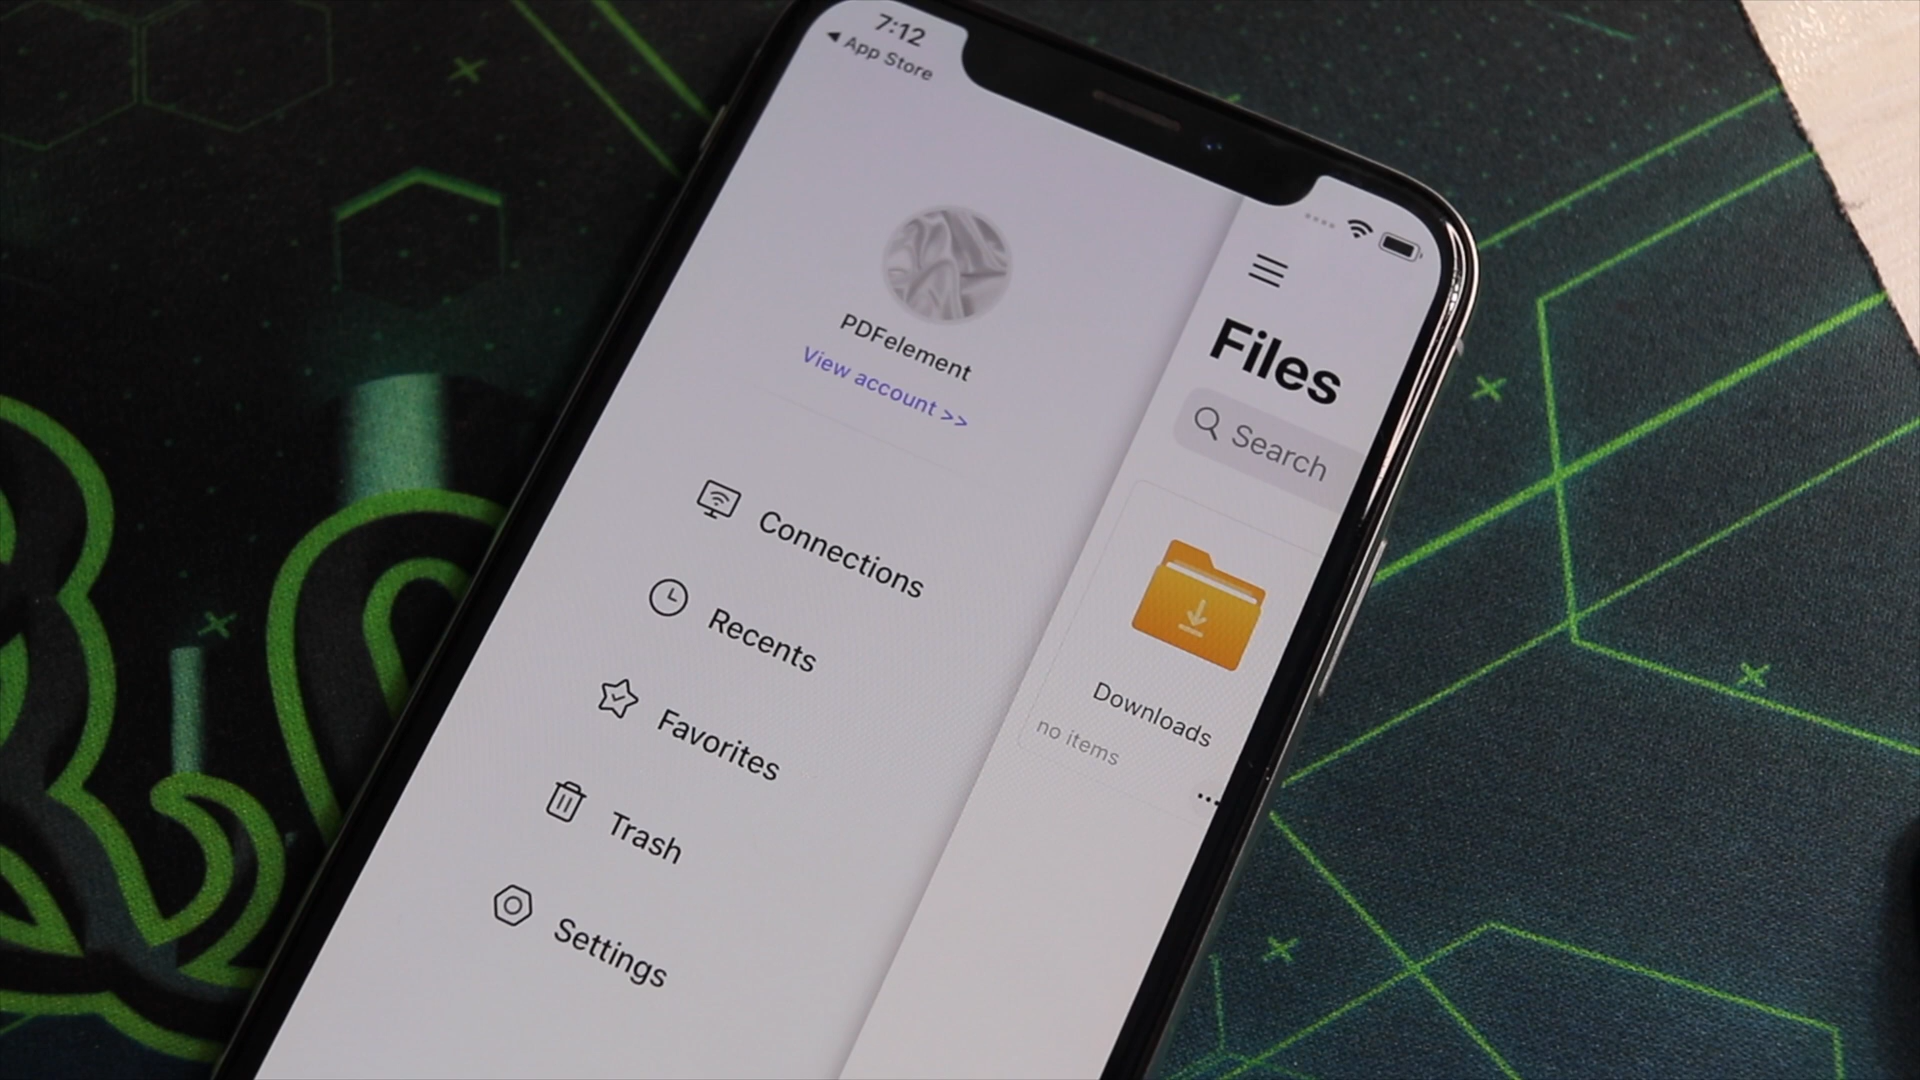 7:12
◀ App Store
PDFelement
View account >>
Connections
Recents
Favorites
Trash
Settings
Files
Search
Downloads
no items
...